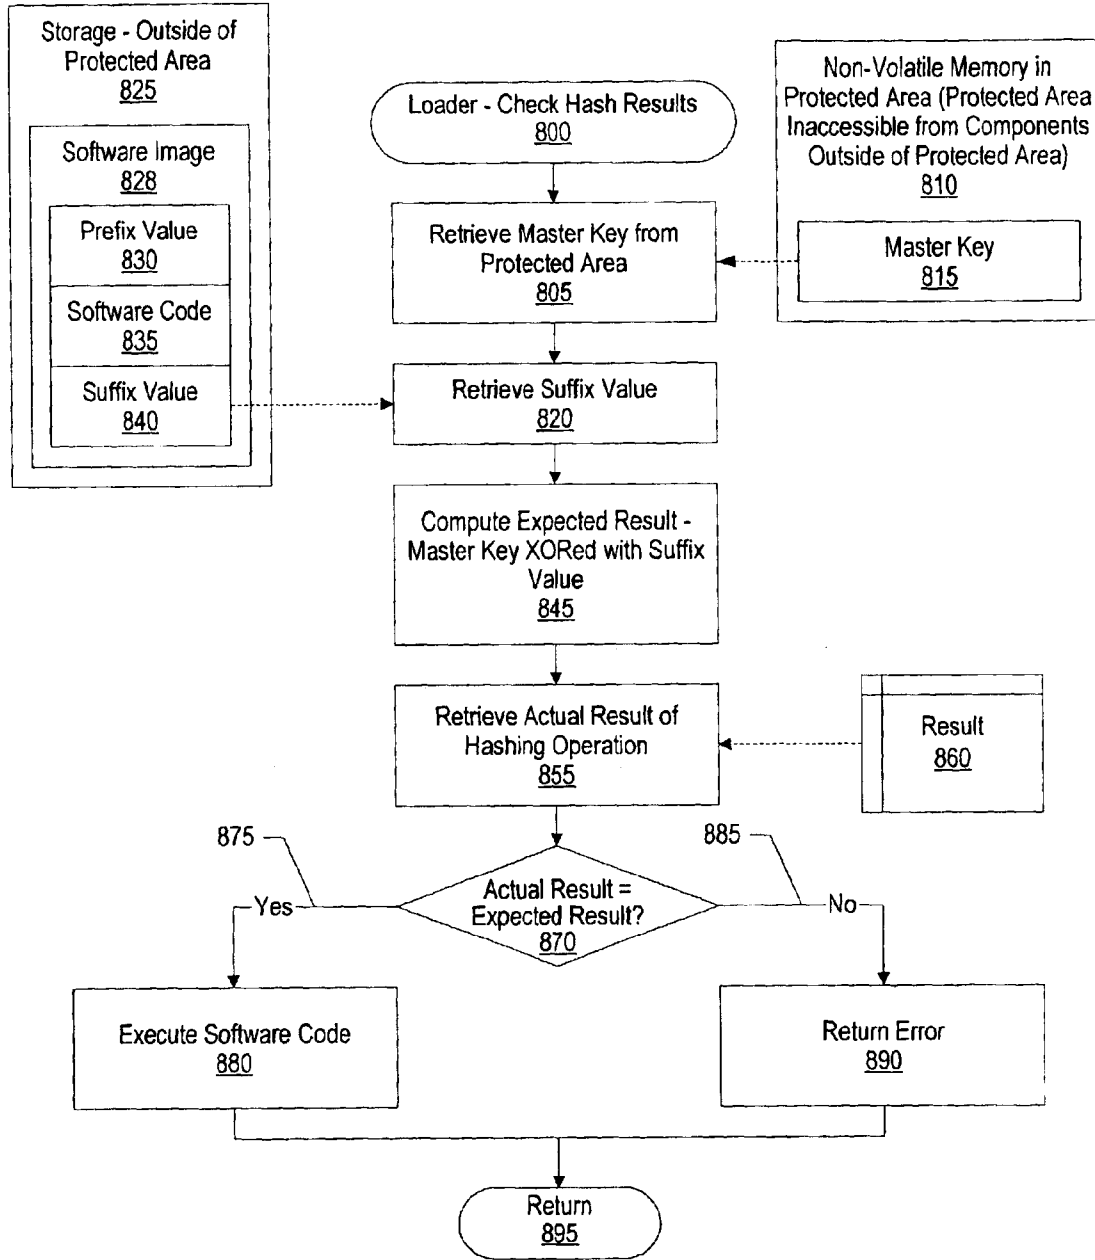 Storage - Outside of
Protected Area
825
Software Image
828
Prefix Value
830
Software Code
835
Suffix Value
840
Loader - Check Hash Results
800
Non-Volatile Memory in
Protected Area (Protected Area
Inaccessible from Components
Outside of Protected Area)
810
Master Key
815
Retrieve Master Key from
Protected Area
805
Retrieve Suffix Value
820
Compute Expected Result -
Master Key XORed with Suffix
Value
845
Retrieve Actual Result of
Hashing Operation
855
Result
860
875
885
Actual Result =
Expected Result?
870
Yes
No
Execute Software Code
880
Return Error
890
Return
895